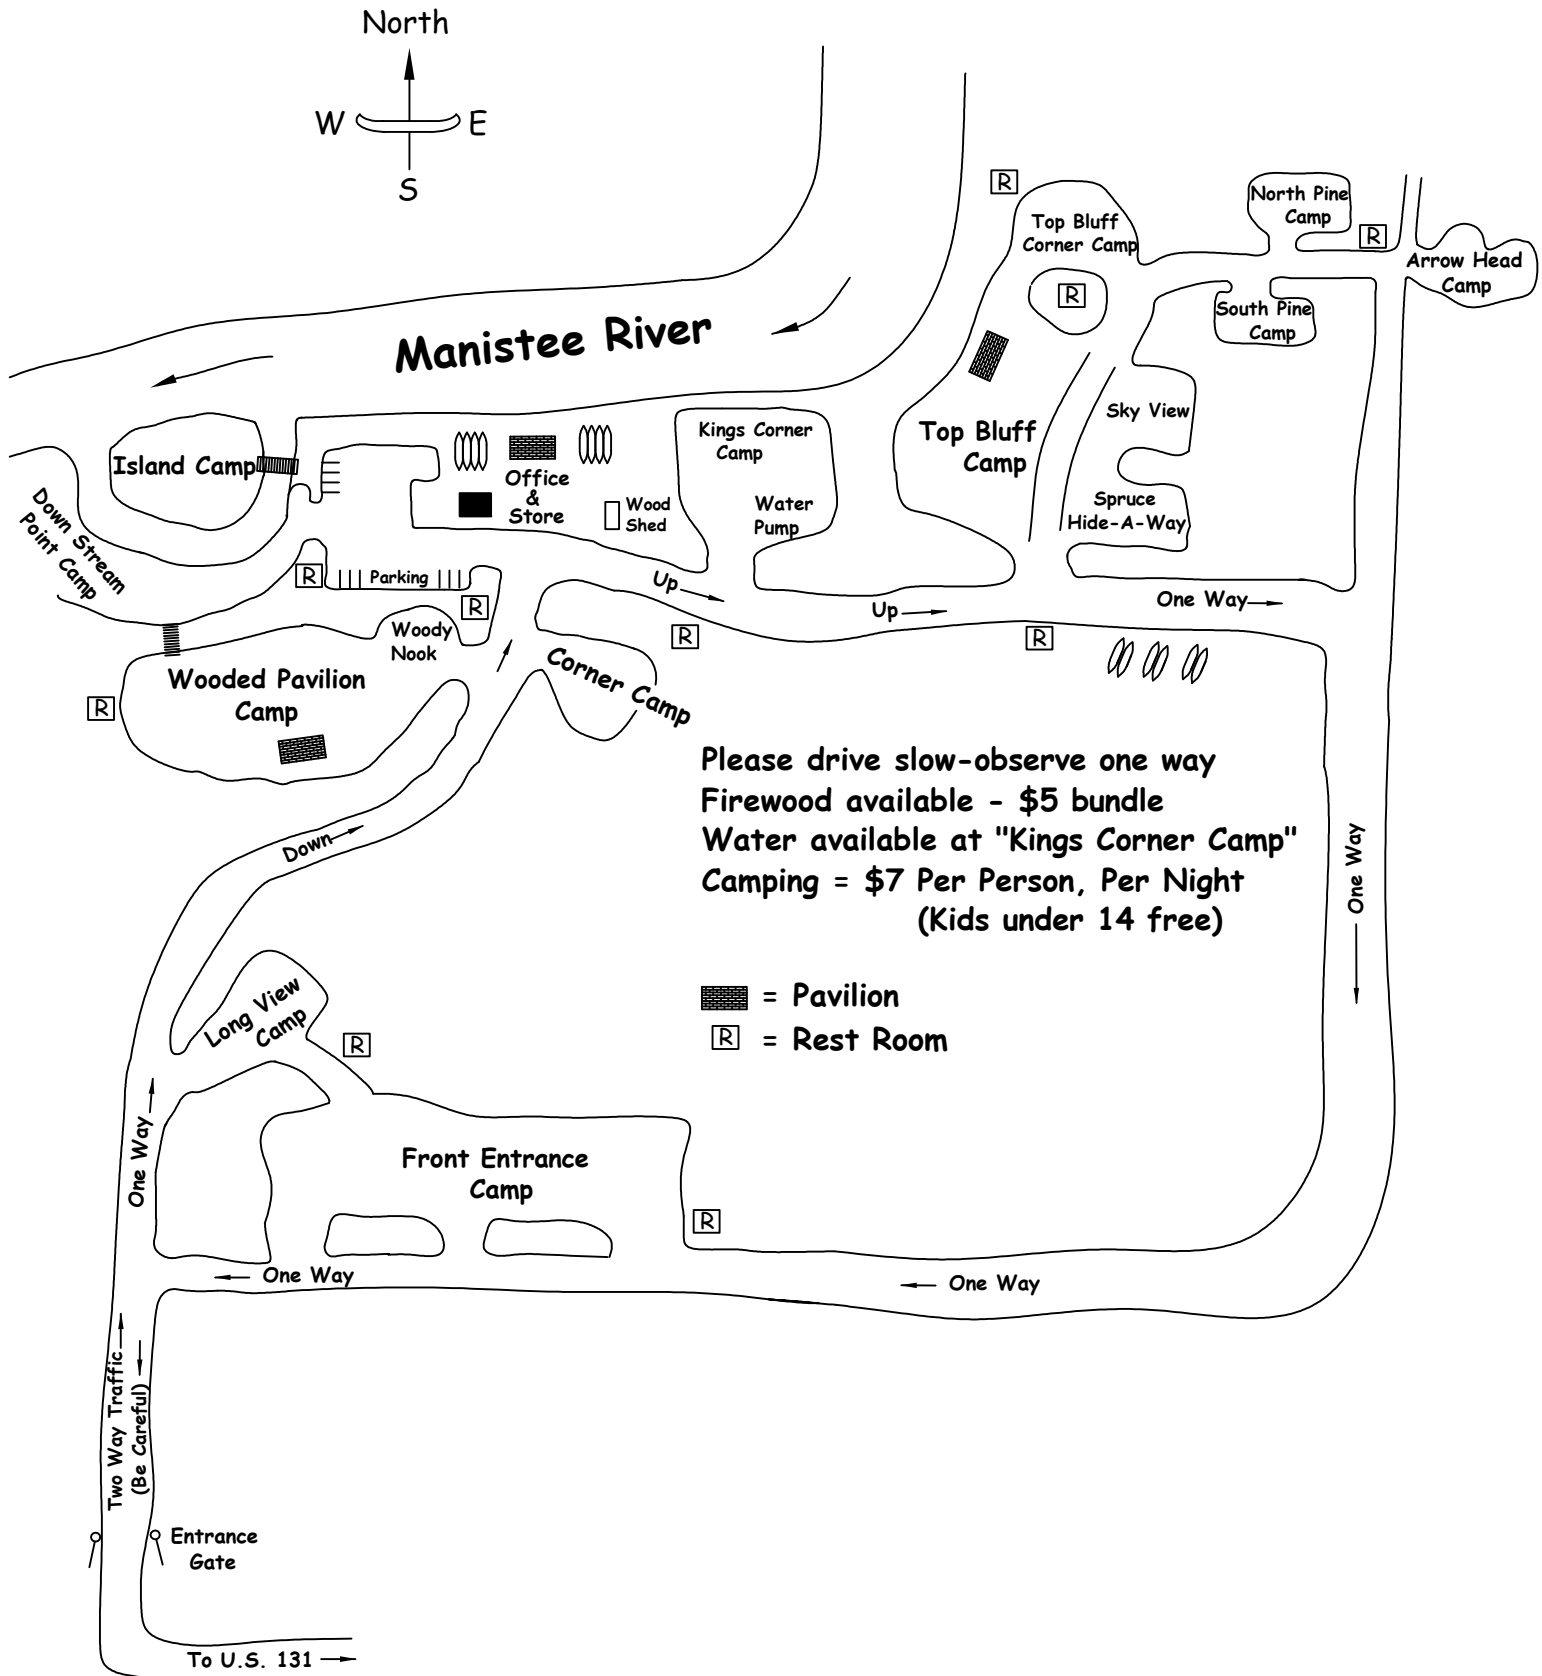 North
W E
S
R
Top Bluff
Corner Camp
R
North Pine
Camp
R
Arrow Head
Camp
South Pine
Camp
Manistee River
Sky View
Top Bluff
Camp
Spruce
Hide-A-Way
Island Camp
Office
&
Store
Wood
Shed
Kings Corner
Camp
Water
Pump
Down Stream
Point Camp
R
Parking
R
Up
Up
One Way
R
R
Woody
Nook
Wooded Pavilion
Camp
R
Corner Camp
Please drive slow-observe one way
Firewood available - $5 bundle
Water available at "Kings Corner Camp"
Camping = $7 Per Person, Per Night
(Kids under 14 free)
Down
One Way
= Pavilion
R = Rest Room
Long View
Camp
R
One Way
Front Entrance
Camp
R
One Way
One Way
Two Way Traffic
(Be Careful)
Entrance
Gate
To U.S. 131